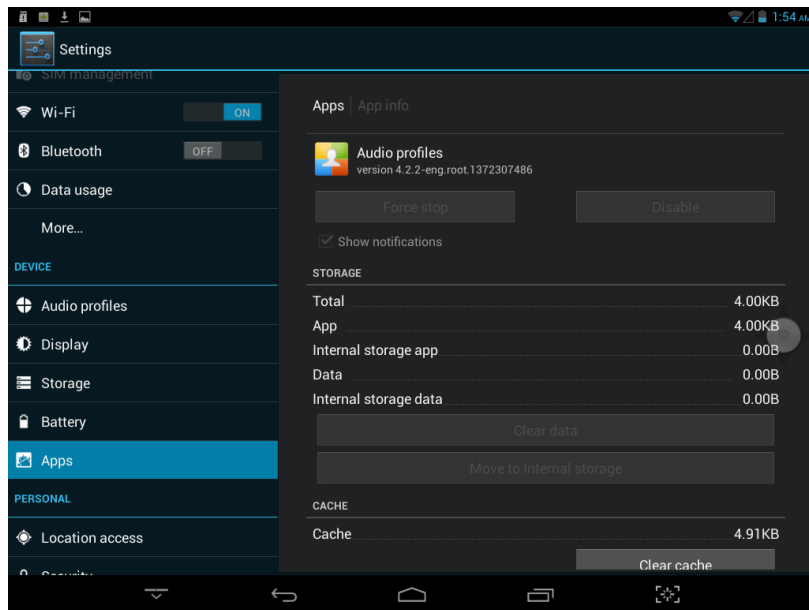 1:54 AM
Settings
SIM management
Wi-Fi ON
Bluetooth OFF
Data usage
More...
DEVICE
Audio profiles
Display
Storage
Battery
Apps
PERSONAL
Location access
Security
Apps | App info
Audio profiles
version 4.2.2-eng.root.1372307486
Force stop Disable
Show notifications
STORAGE
Total 4.00KB
App 4.00KB
Internal storage app 0.00B
Data 0.00B
Internal storage data 0.00B
Clear data
Move to Internal storage
CACHE
Cache 4.91KB
Clear cache